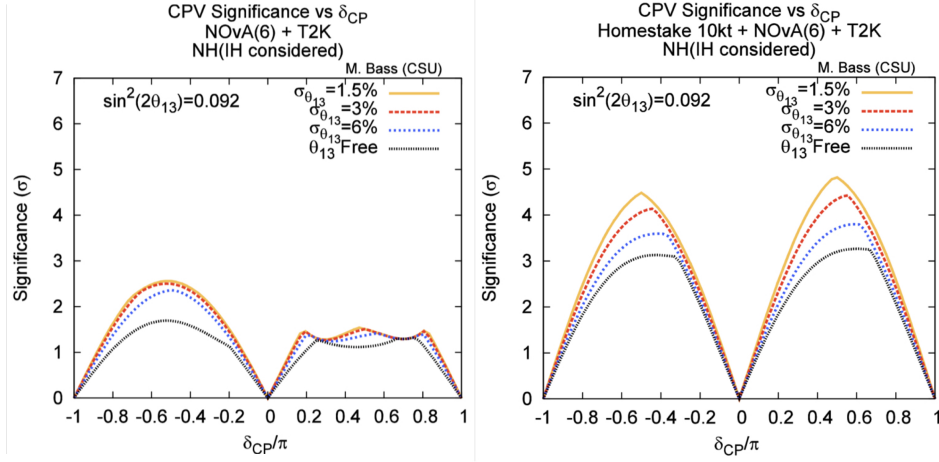 CPV Significance vs δCP
NOvA(6) + T2K
NH(IH considered)
M. Bass (CSU)
sin²(2θ₁₃)=0.092
σθ₁₃=1.5%
σθ₁₃=3%
σθ₁₃=6%
θ₁₃Free
Significance (σ)
7
6
5
4
3
2
1
0
-1 -0.8 -0.6 -0.4 -0.2 0 0.2 0.4 0.6 0.8 1
δCP/π
CPV Significance vs δCP
Homestake 10kt + NOvA(6) + T2K
NH(IH considered)
M. Bass (CSU)
sin²(2θ₁₃)=0.092
σθ₁₃=1.5%
σθ₁₃=3%
σθ₁₃=6%
θ₁₃Free
Significance (σ)
7
6
5
4
3
2
1
0
-1 -0.8 -0.6 -0.4 -0.2 0 0.2 0.4 0.6 0.8 1
δCP/π